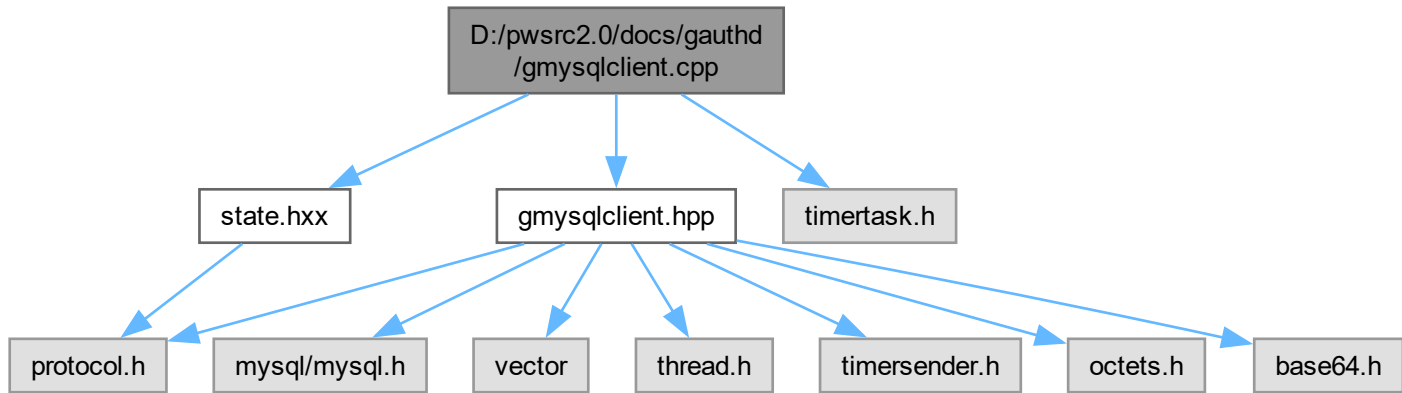 D:/pwsrc2.0/docs/gauthd
/gmysqlclient.cpp
state.hxx
gmysqlclient.hpp
timertask.h
protocol.h
mysql/mysql.h
vector
thread.h
timersender.h
octets.h
base64.h